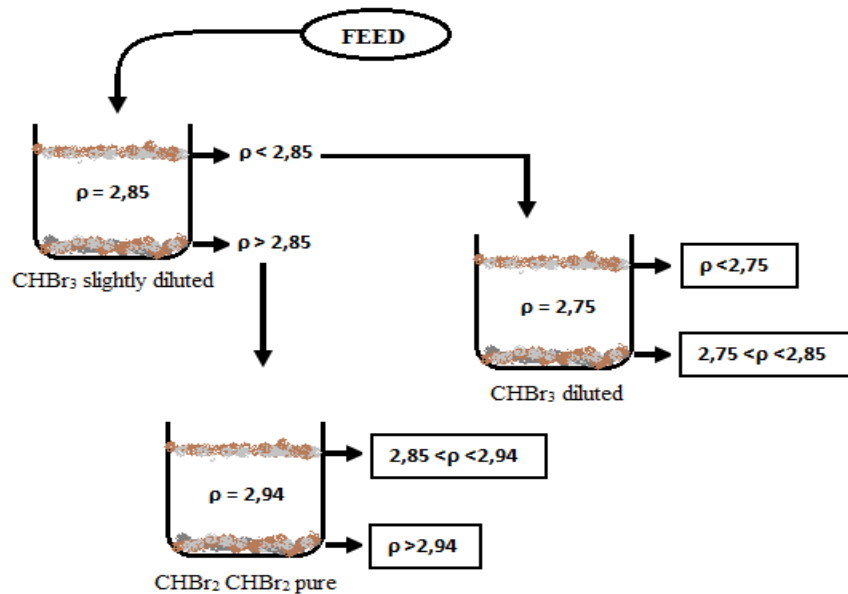 FEED
ρ < 2,85
ρ = 2,85
ρ > 2,85
CHBr₃ slightly diluted
ρ <2,75
ρ = 2,75
2,75 <ρ <2,85
CHBr₃ diluted
2,85 <ρ <2,94
ρ = 2,94
ρ >2,94
CHBr₂ CHBr₂ pure